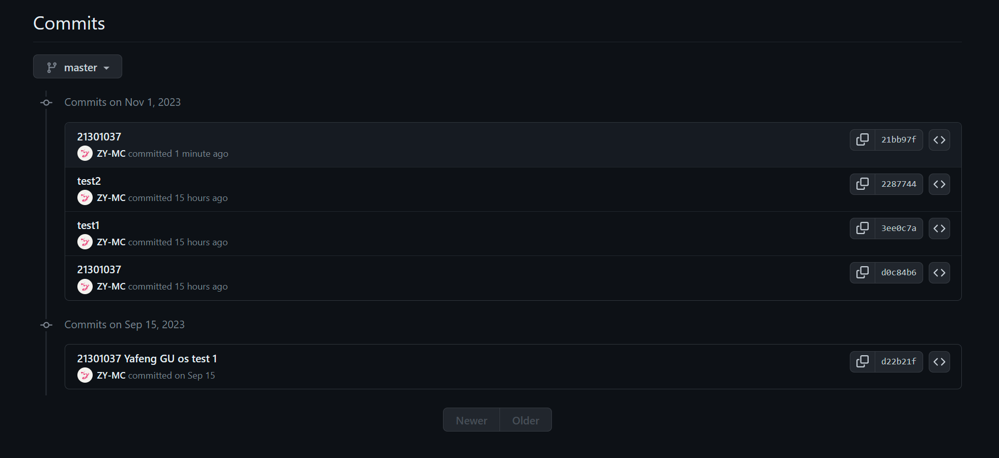 Commits
master
Commits on Nov 1, 2023
21301037
ZY-MC committed 1 minute ago
21bb97f
test2
ZY-MC committed 15 hours ago
2287744
test1
ZY-MC committed 15 hours ago
3ee0c7a
21301037
ZY-MC committed 15 hours ago
d0c84b6
Commits on Sep 15, 2023
21301037 Yafeng GU os test 1
ZY-MC committed on Sep 15
d22b21f
Newer Older